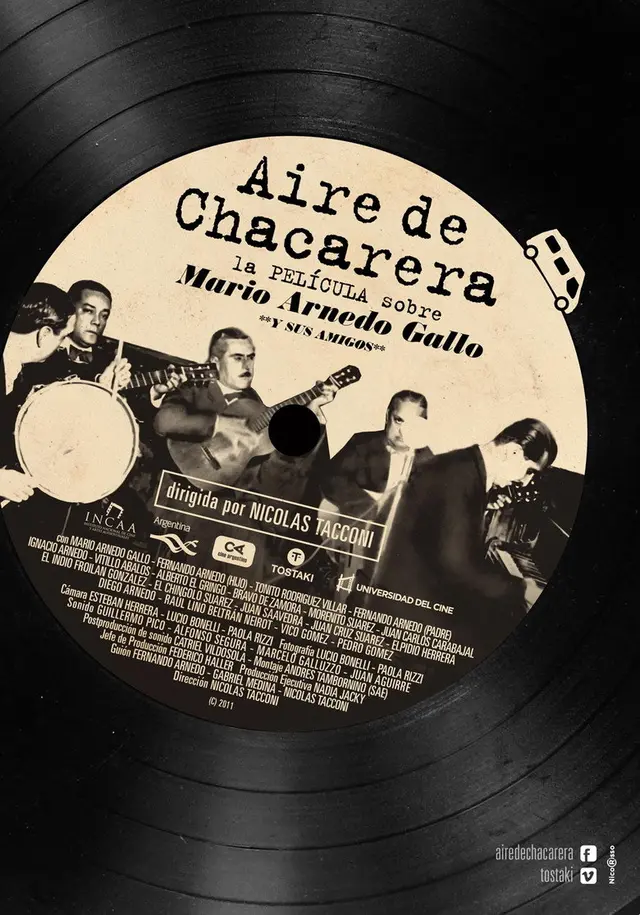 Aire de
Chacarera
la PELÍCULA sobre
Mario Arnedo Gallo
**Y SUS AMIGOS**
dirigida por NICOLAS TACCONI
INCAA
Argentina
CA
cine argentino
TOSTAKI
UNIVERSIDAD DEL CINE
con MARIO ARNEDO GALLO - FERNANDO ARNEDO (HIJO) - TONITO RODRIGUEZ VILLAR - FERNANDO ARNEDO (PADRE)
IGNACIO ARNEDO - VITILLO ABALOS - ALBERTO EL GRINGO - BRAVO DE ZAMORA - MORENITO SUAREZ - JUAN CARLOS CARABAJAL
EL INDIO FROILAN GONZALEZ - EL CHINGOLO SUAREZ - JUAN SAAVEDRA - JUAN CRUZ SUAREZ - ELPIDIO HERRERA
DIEGO ARNEDO - RAUL LINO BELTRAN NEIROT - VICO GOMEZ - PEDRO GOMEZ
Cámara ESTEBAN HERRERA - LUCIO BONELLI - PAOLA RIZZI Fotografía LUCIO BONELLI - PAOLA RIZZI
Sonido GUILLERMO PICO - ALFONSO SEGURA - MARCELO GALLUZZO - JUAN AGUIRRE
Postproducción de sonido CATRIEL VILDOSOLA - Montaje ANDRES TAMBORNINO (SAE)
Jefe de Producción FEDERICO HALLER Producción Ejecutiva NADIA JACKY
Guión FERNANDO ARNEDO - GABRIEL MEDINA - NICOLAS TACCONI
Dirección NICOLAS TACCONI
(C) 2011
airedechacarera f
tostaki v
NicoRisso